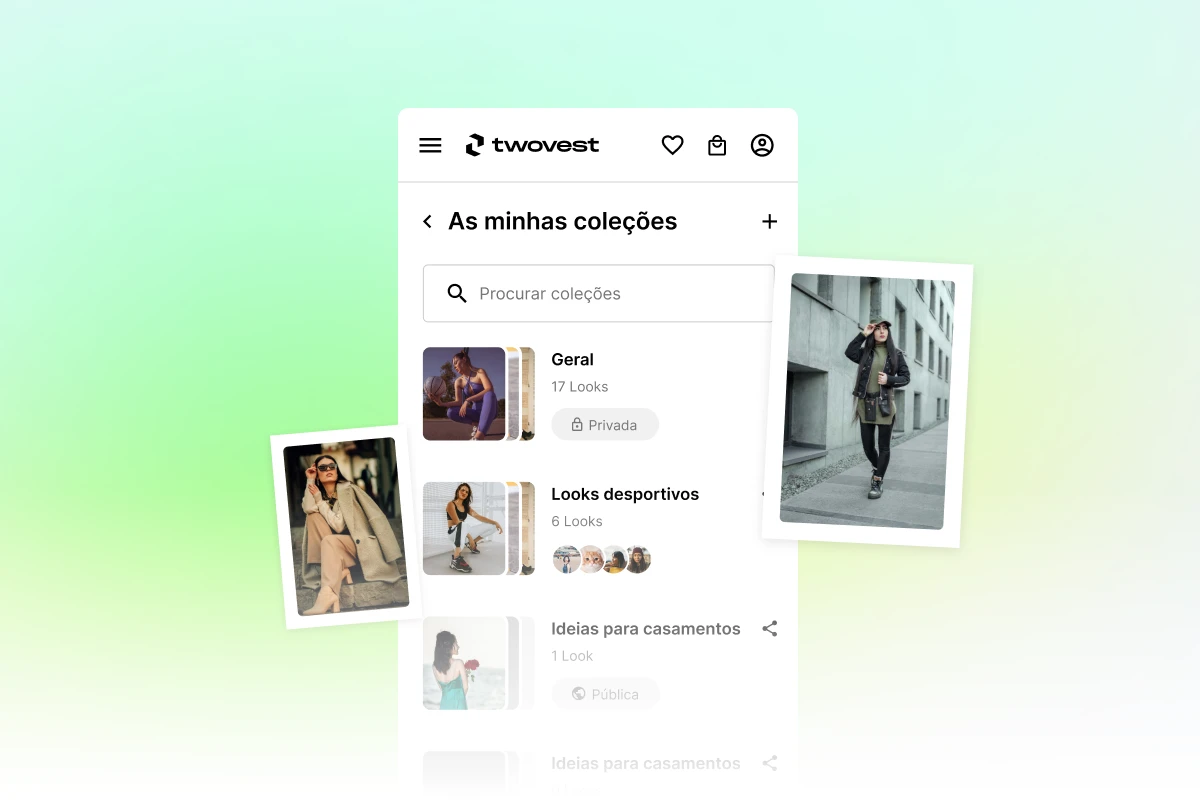 twovest
As minhas coleções
Procurar coleções
Geral
17 Looks
Privada
Looks desportivos
6 Looks
Ideias para casamentos
1 Look
Pública
Ideias para casamentos